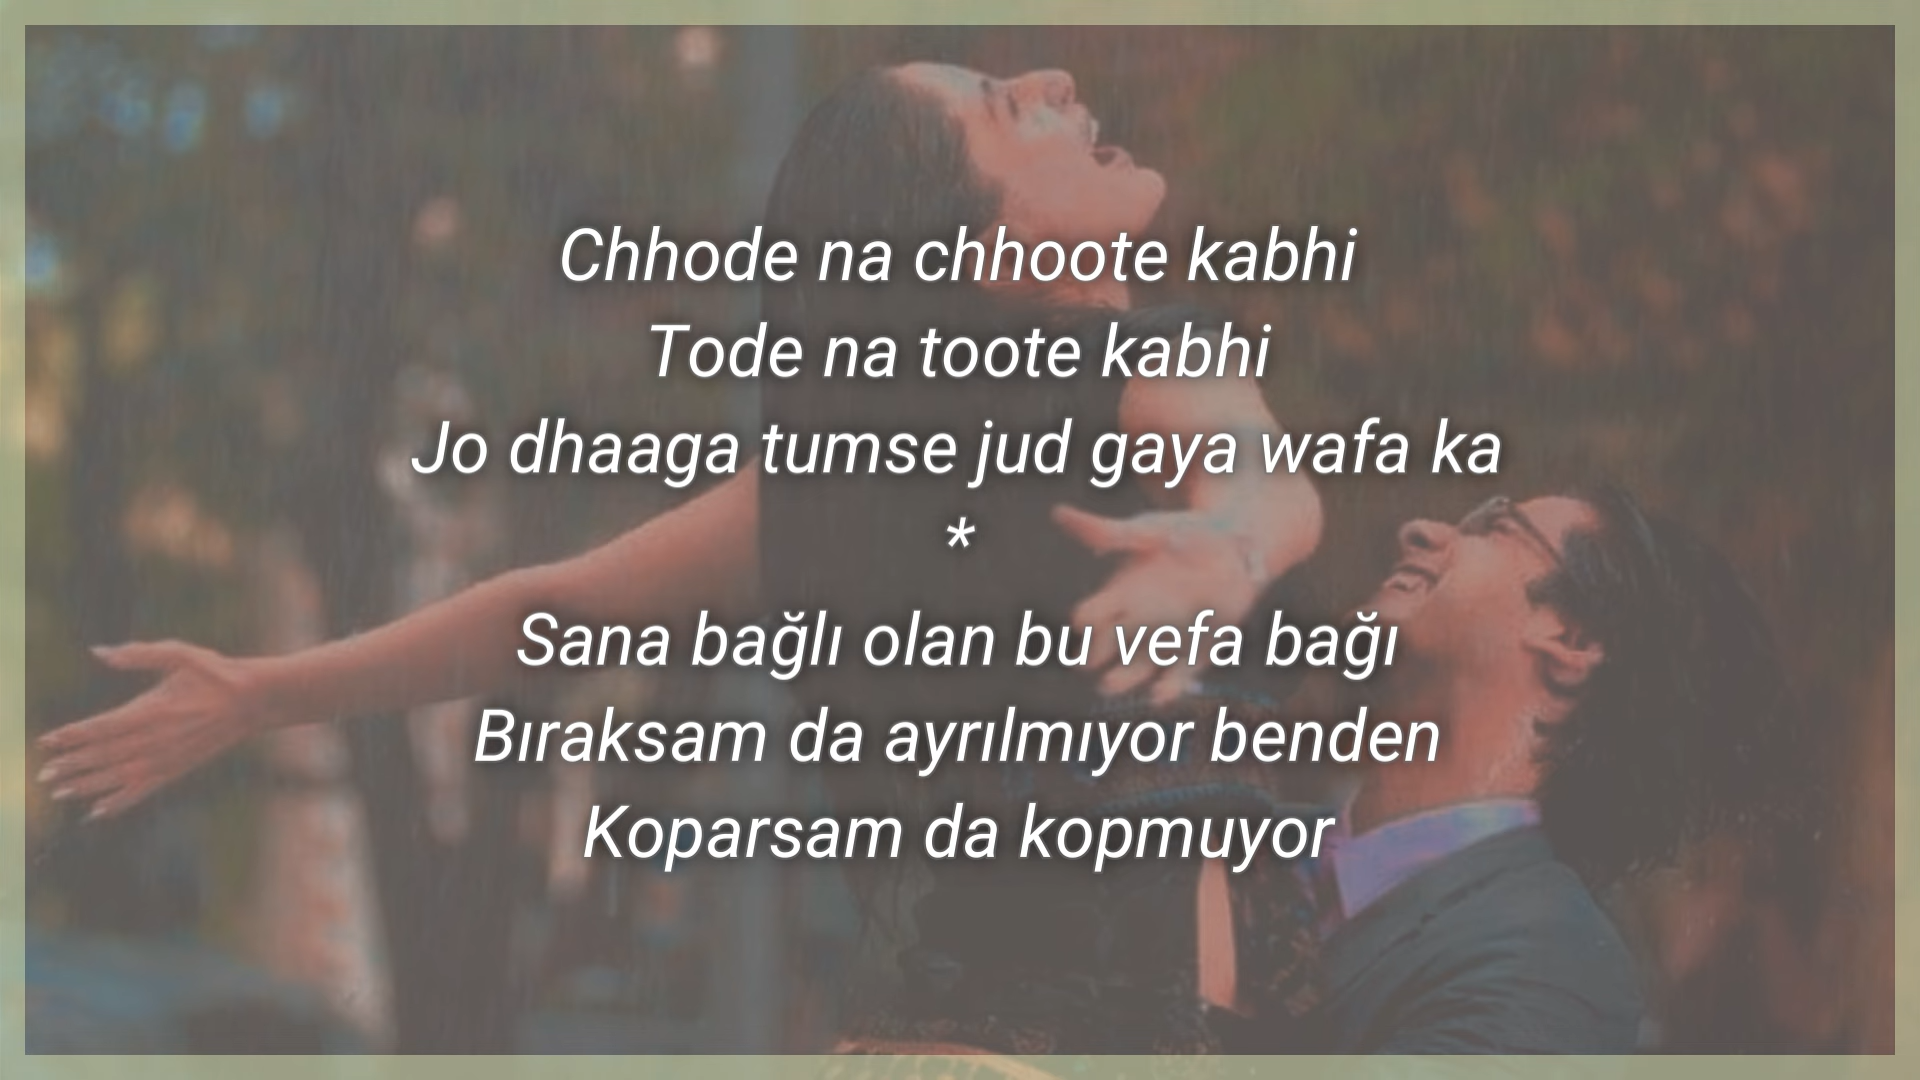 Chhode na chhoote kabhi
Tode na toote kabhi
Jo dhaaga tumse jud gaya wafa ka
*
Sana bağlı olan bu vefa bağı
Bıraksam da ayrılmıyor benden
Koparsam da kopmuyor